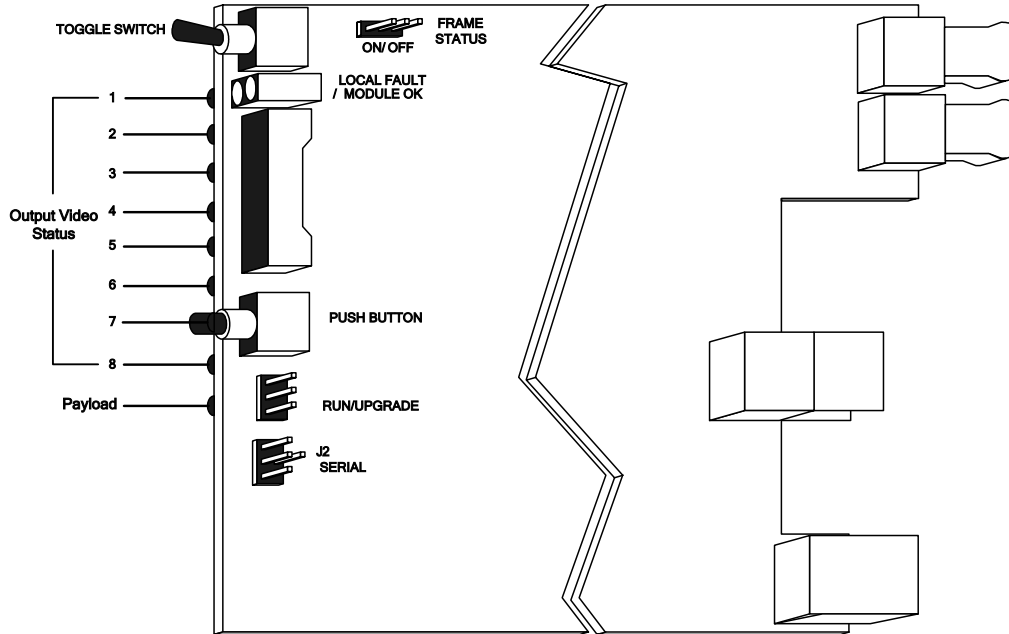 TOGGLE SWITCH
FRAME
STATUS
ON/ OFF
LOCAL FAULT
/ MODULE OK
1
2
3
4
Output Video
Status
5
6
7
PUSH BUTTON
8
Payload
RUN/UPGRADE
J2
SERIAL